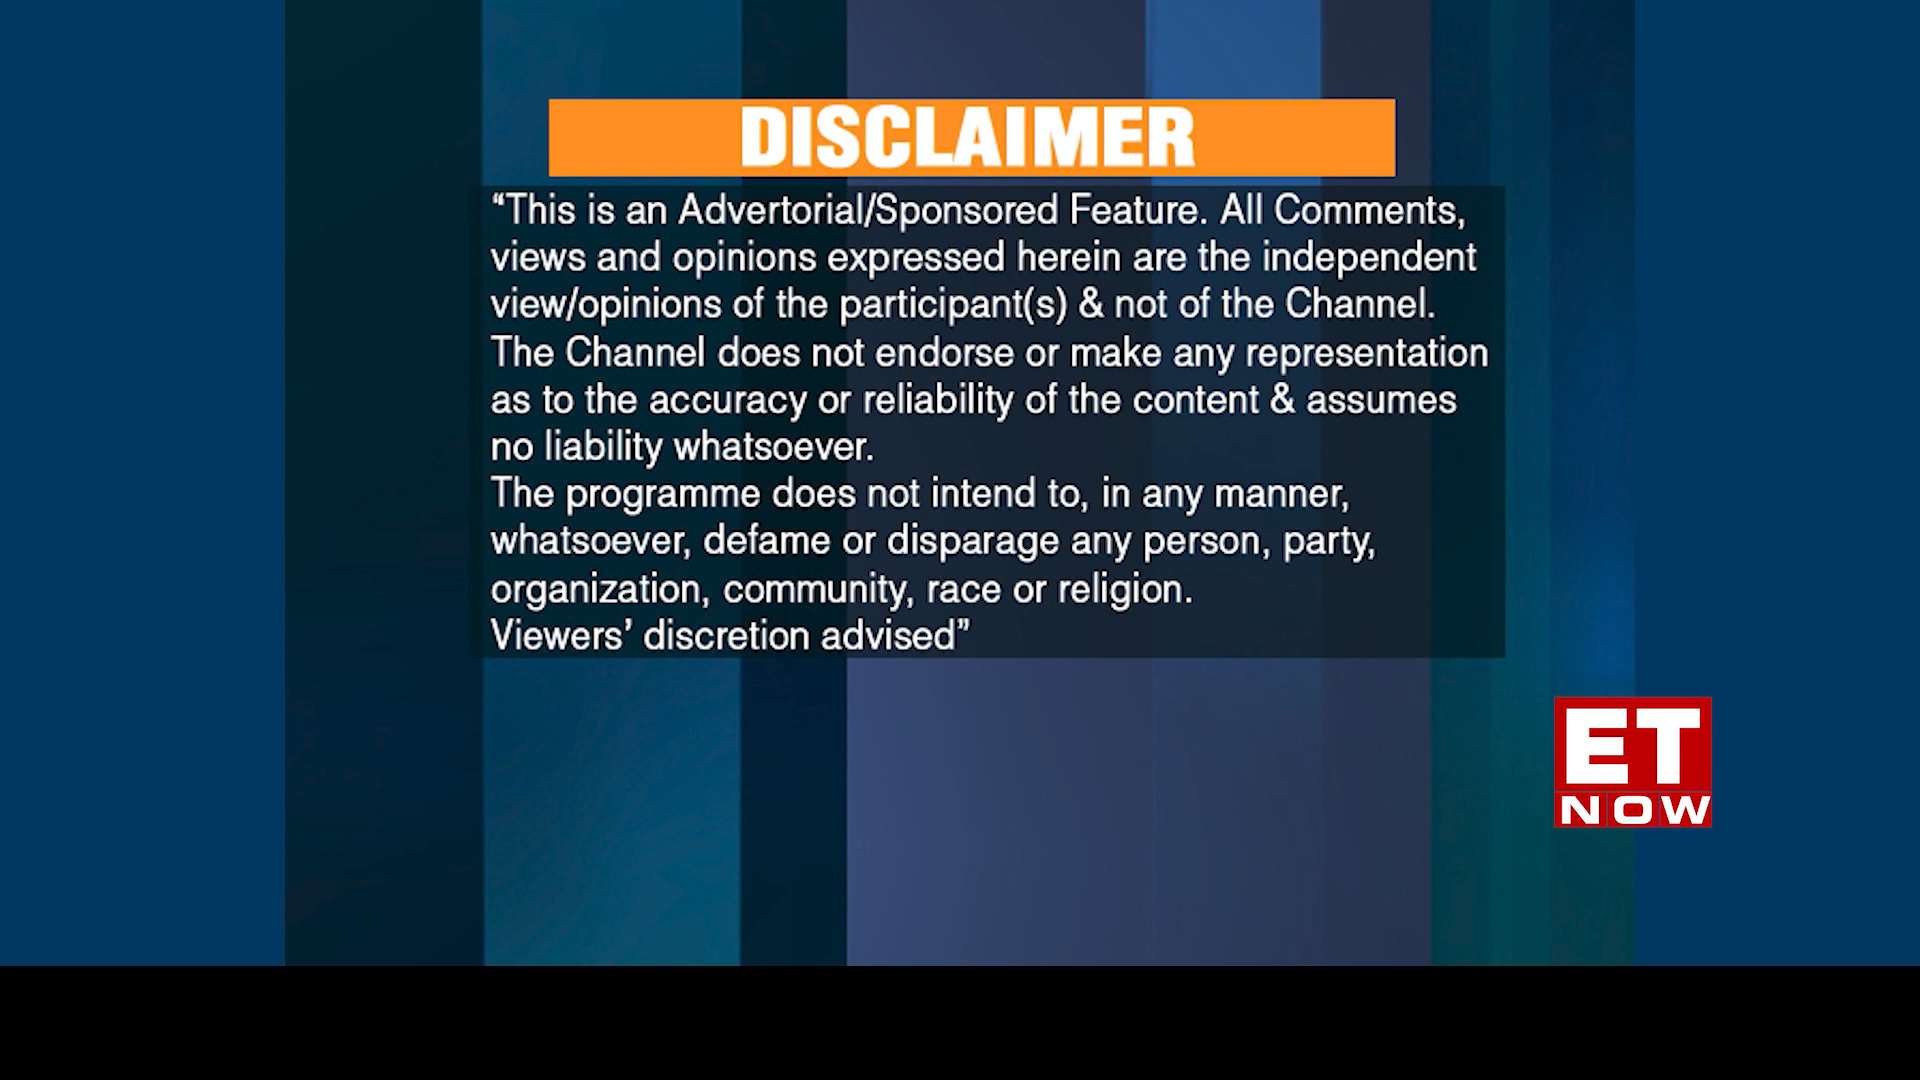 DISCLAIMER
“This is an Advertorial/Sponsored Feature. All Comments,
views and opinions expressed herein are the independent
view/opinions of the participant(s) & not of the Channel.
The Channel does not endorse or make any representation
as to the accuracy or reliability of the content & assumes
no liability whatsoever.
The programme does not intend to, in any manner,
whatsoever, defame or disparage any person, party,
organization, community, race or religion.
Viewers’ discretion advised”
ET
NOW